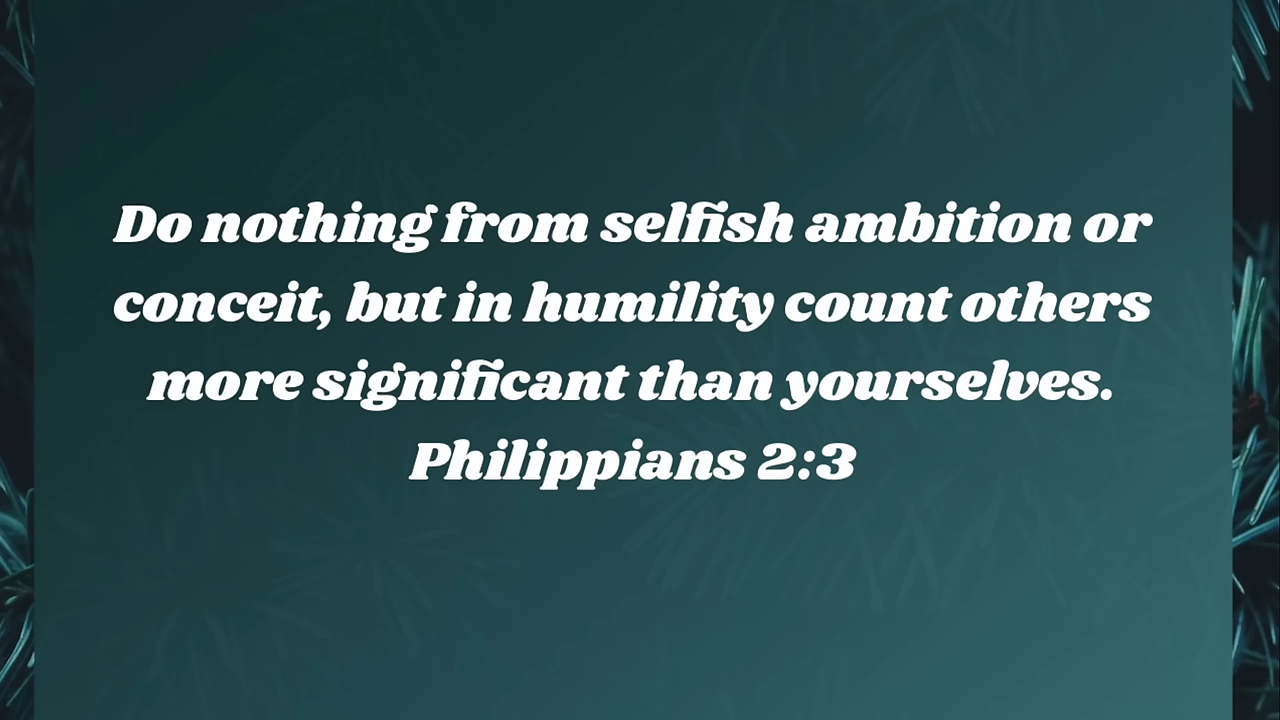 Do nothing from selfish ambition or
conceit, but in humility count others
more significant than yourselves.
Philippians 2:3